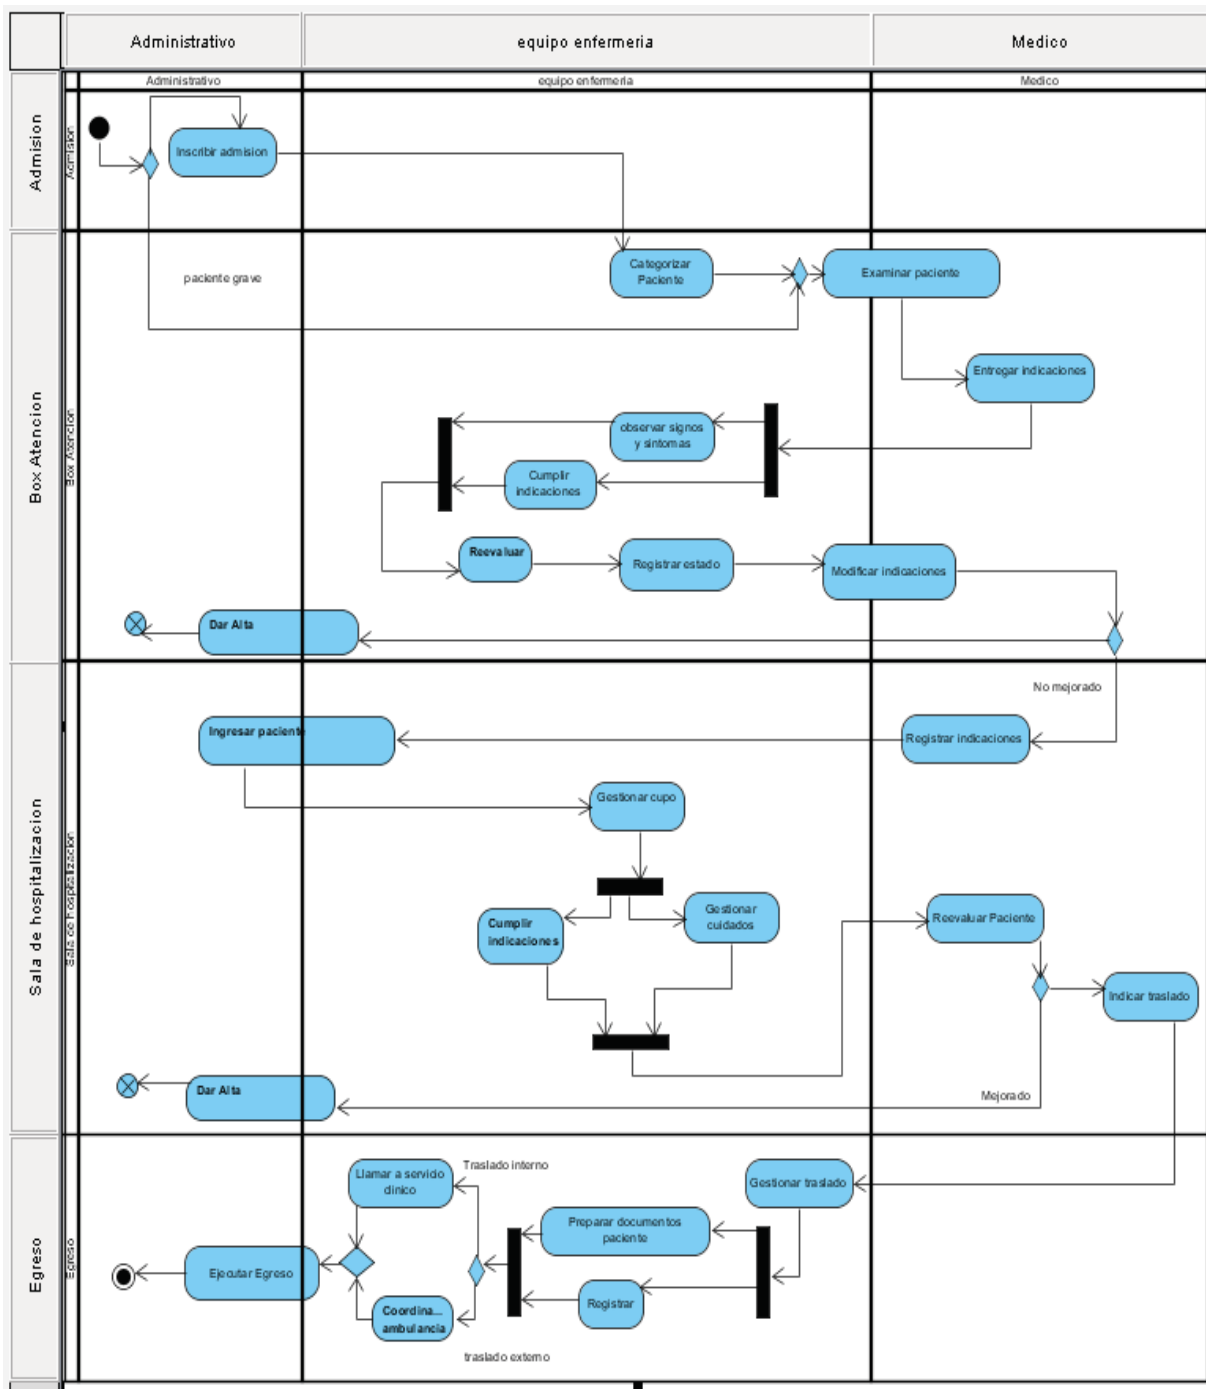 Administrativo
equipo enfermeria
Medico
Administrativo
equipo enfermeria
Medico
Admision
Admision
Inscribir admision
Box Atencion
Box Atencion
paciente grave
Categorizar
Paciente
Examinar paciente
Entregar indicaciones
observar signos
y sintomas
Cumplir
indicaciones
Reevaluar
Registrar estado
Modificar indicaciones
Dar Alta
Sala de hospitalizacion
Sala de hospitalizacion
No mejorado
Ingresar paciente
Registrar indicaciones
Gestionar cupo
Cumplir
indicaciones
Gestionar
cuidados
Reevaluar Paciente
Indicar traslado
Dar Alta
Mejorado
Egreso
Egreso
Llamar a servicio
clinico
Traslado interno
Gestionar traslado
Preparar documentos
paciente
Ejecutar Egreso
Registrar
Coordina...
ambulancia
traslado externo